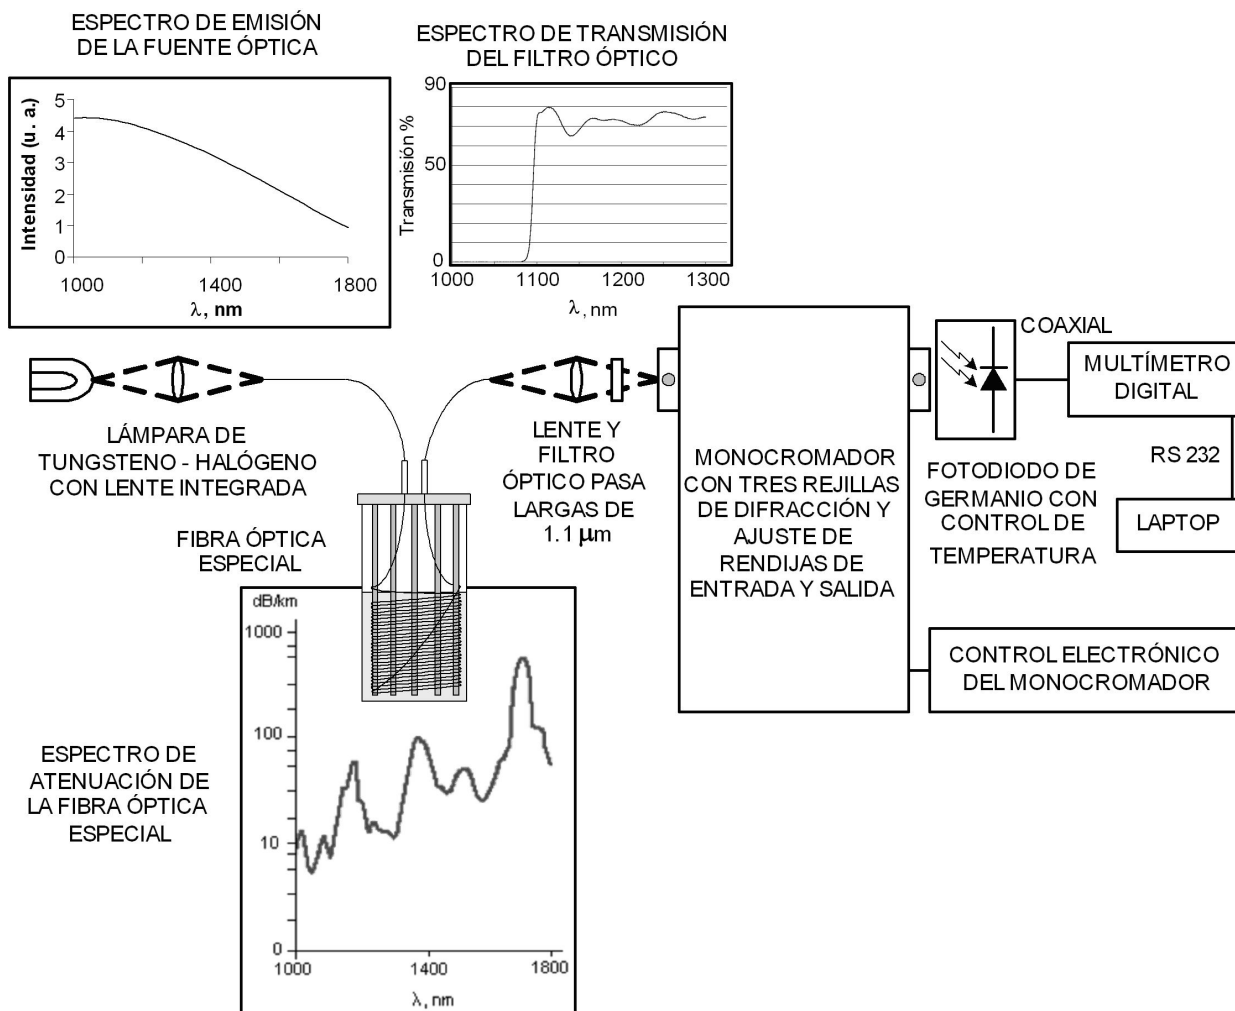 ESPECTRO DE EMISIÓN
DE LA FUENTE ÓPTICA
Intensidad (u. a.)
5
4
3
2
1
0
1000 1400 1800
λ, nm
ESPECTRO DE TRANSMISIÓN
DEL FILTRO ÓPTICO
Transmisión %
90
50
0
1000 1100 1200 1300
λ, nm
LÁMPARA DE
TUNGSTENO - HALÓGENO
CON LENTE INTEGRADA
LENTE Y
FILTRO
ÓPTICO PASA
LARGAS DE
1.1 μm
MONOCROMADOR
CON TRES REJILLAS
DE DIFRACCIÓN Y
AJUSTE DE
RENDIJAS DE
ENTRADA Y SALIDA
COAXIAL
MULTÍMETRO
DIGITAL
RS 232
LAPTOP
FOTODIODO DE
GERMANIO CON
CONTROL DE
TEMPERATURA
CONTROL ELECTRÓNICO
DEL MONOCROMADOR
FIBRA ÓPTICA
ESPECIAL
ESPECTRO DE
ATENUACIÓN DE
LA FIBRA ÓPTICA
ESPECIAL
dB/km
1000
100
10
0
1000 1400 1800
λ, nm